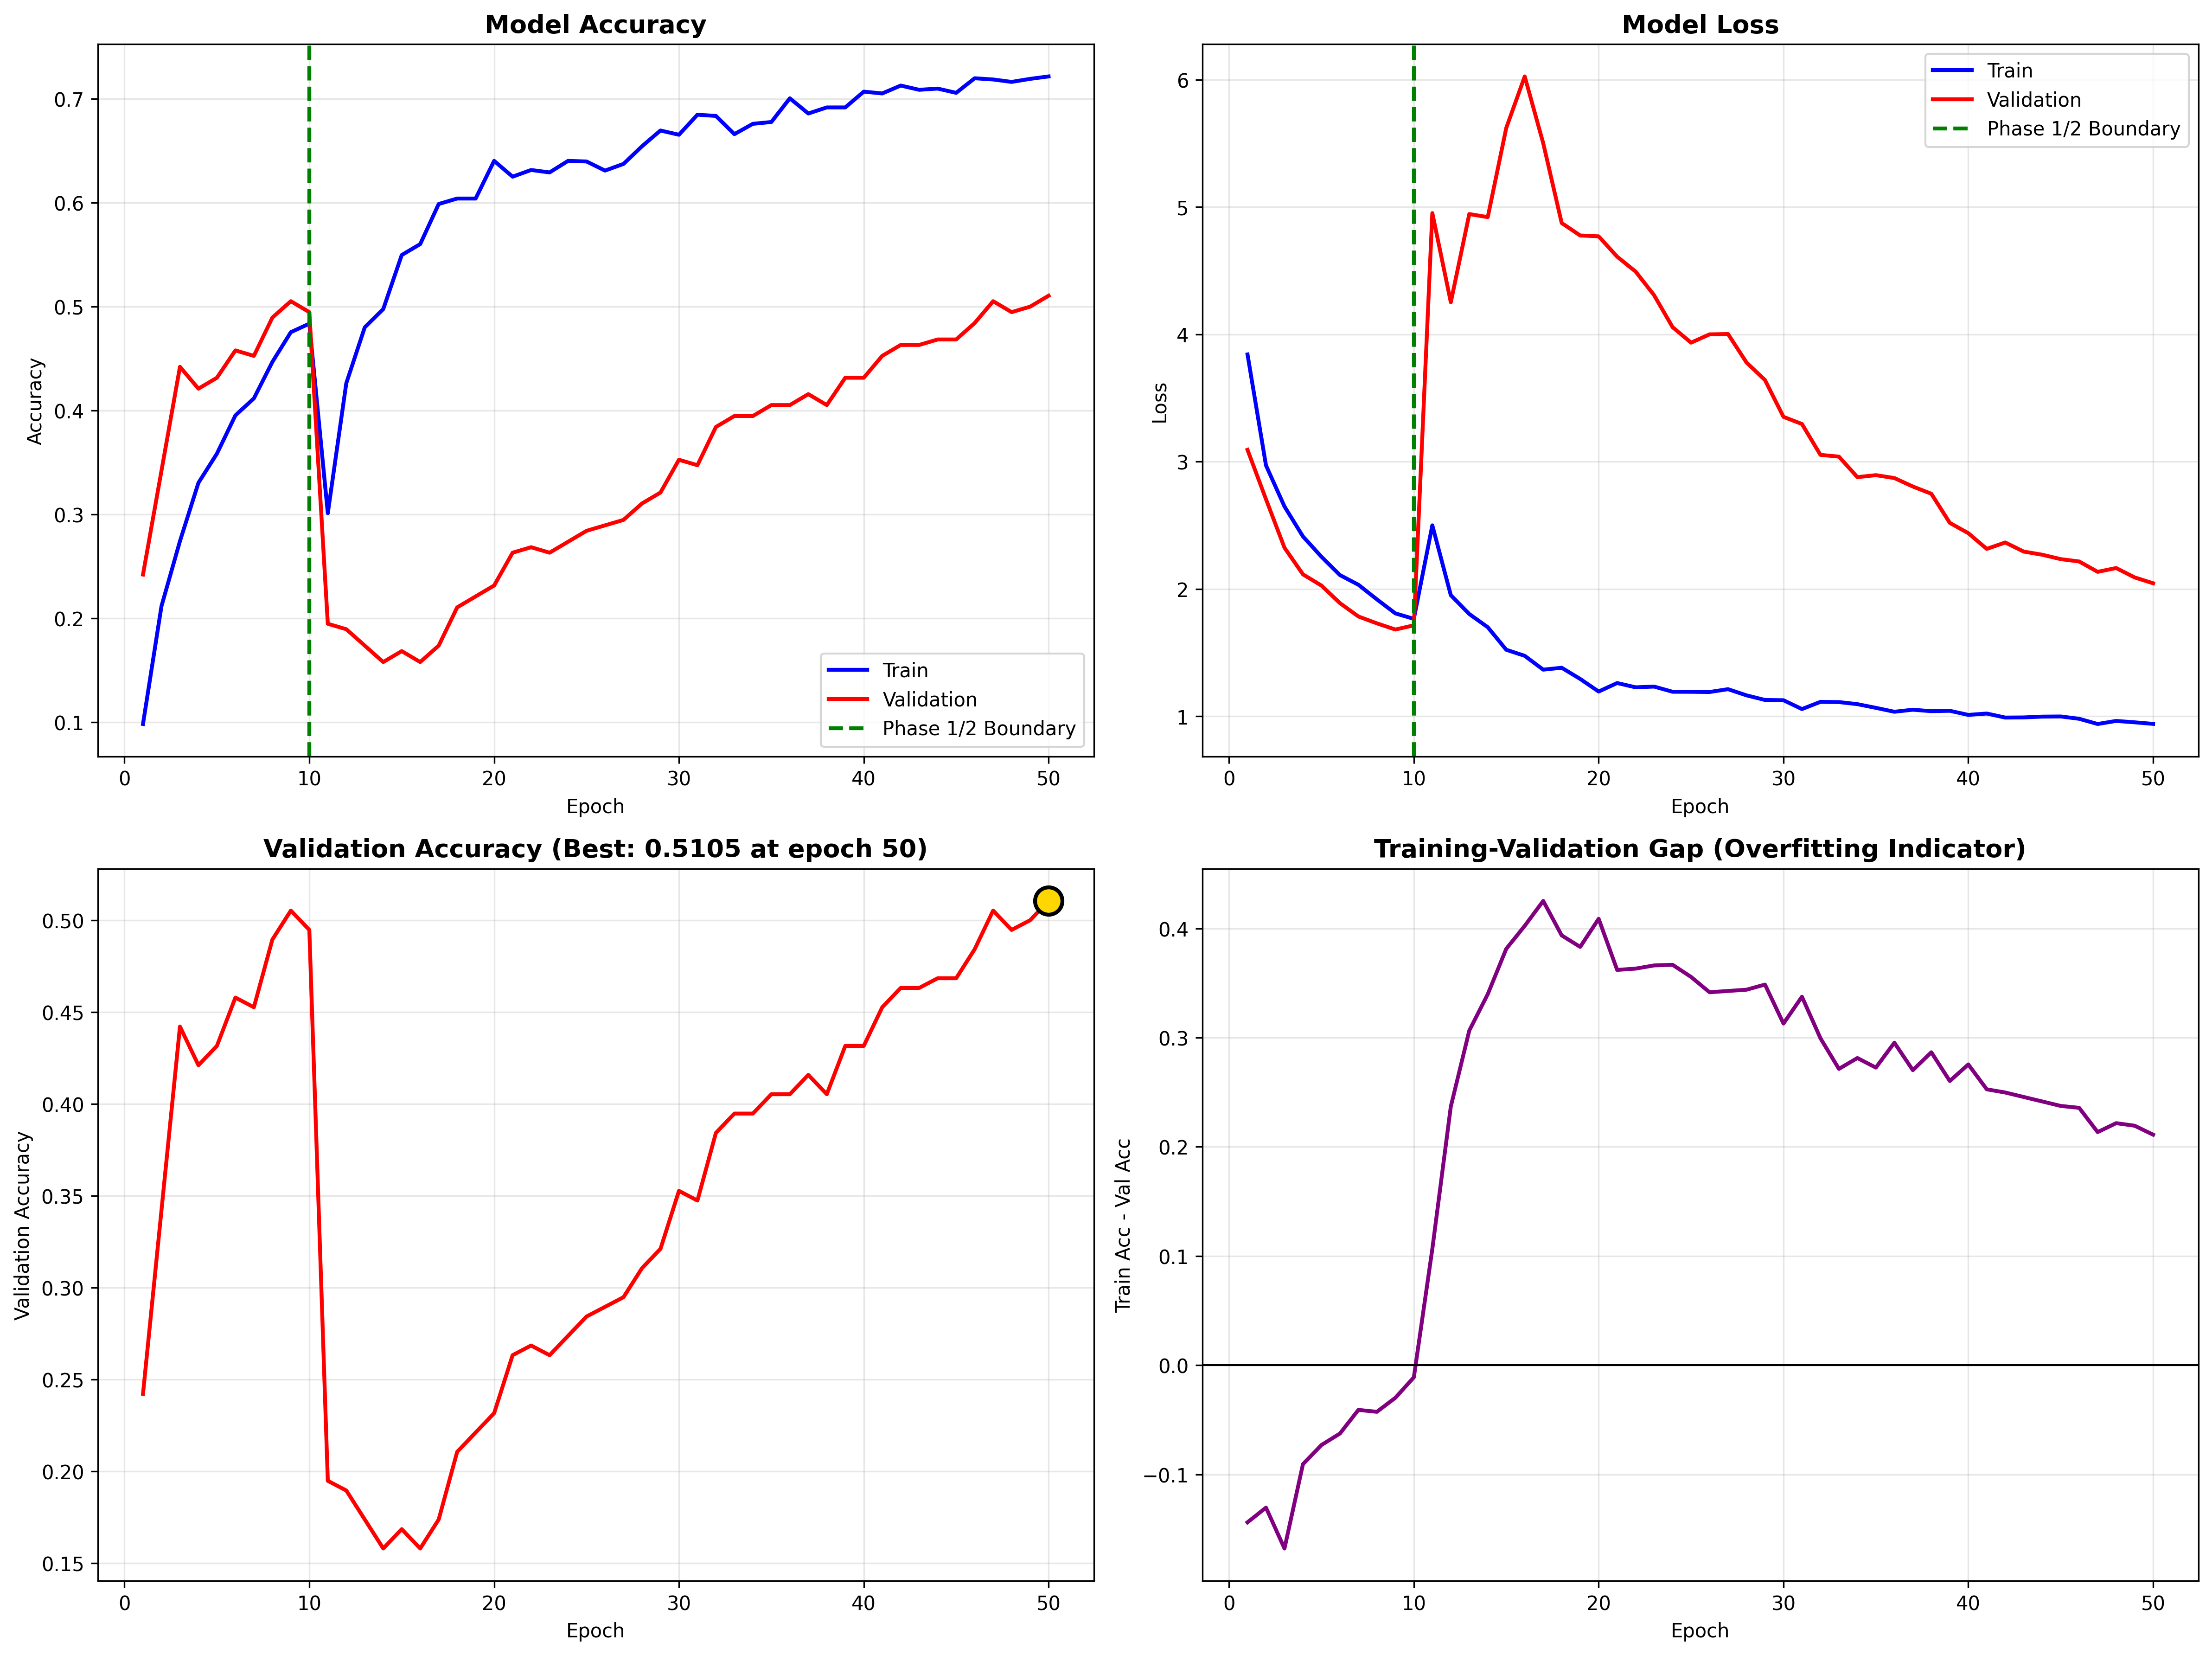 Model Accuracy
Accuracy
0.7
0.6
0.5
0.4
0.3
0.2
0.1
Train
Validation
Phase 1/2 Boundary
0 10 20 30 40 50
Epoch
Model Loss
Loss
6
5
4
3
2
1
Train
Validation
Phase 1/2 Boundary
0 10 20 30 40 50
Epoch
Validation Accuracy (Best: 0.5105 at epoch 50)
Validation Accuracy
0.50
0.45
0.40
0.35
0.30
0.25
0.20
0.15
0 10 20 30 40 50
Epoch
Training-Validation Gap (Overfitting Indicator)
Train Acc - Val Acc
0.4
0.3
0.2
0.1
0.0
−0.1
0 10 20 30 40 50
Epoch